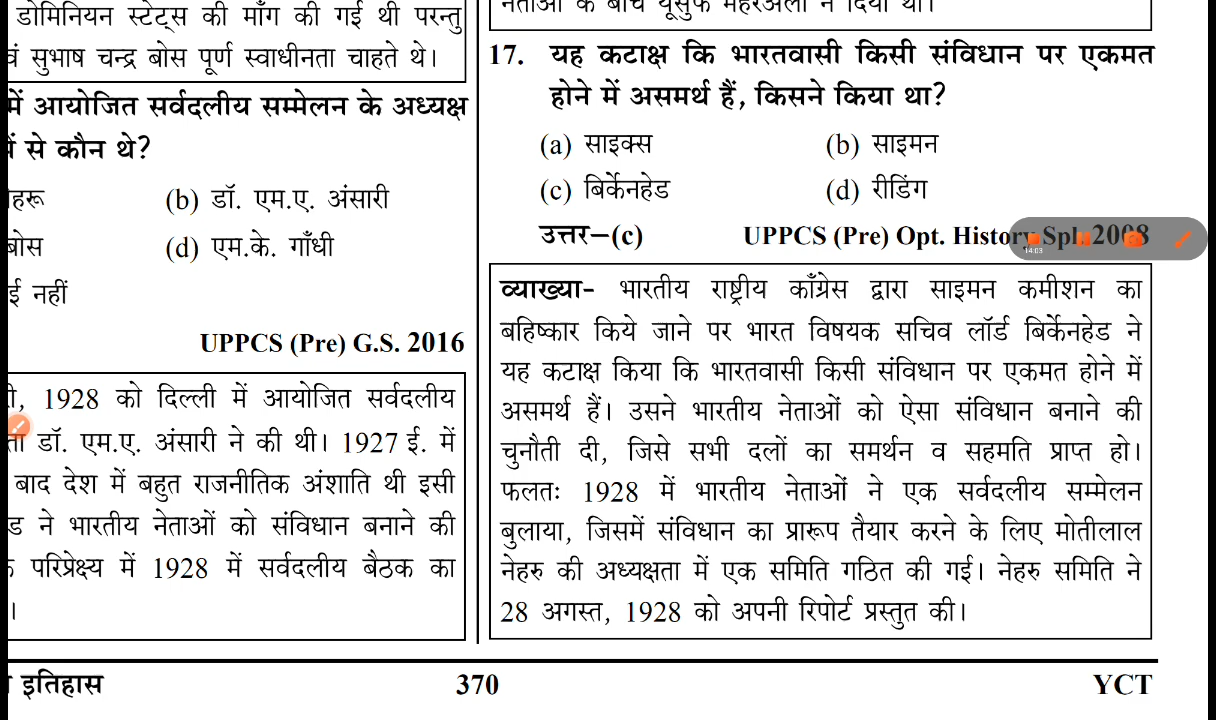 डोमिनियन स्टेट्स की माँग की गई थी परन्तु
वं सुभाष चन्द्र बोस पूर्ण स्वाधीनता चाहते थे।
में आयोजित सर्वदलीय सम्मेलन के अध्यक्ष
में से कौन थे?
(b) डॉ. एम.ए. अंसारी
बोस (d) एम.के. गाँधी
ई नहीं
UPPCS (Pre) G.S. 2016
1928 को दिल्ली में आयोजित सर्वदलीय
डॉ. एम.ए. अंसारी ने की थी। 1927 ई. में
बाद देश में बहुत राजनीतिक अंशाति थी इसी
ड ने भारतीय नेताओं को संविधान बनाने की
परिप्रेक्ष्य में 1928 में सर्वदलीय बैठक का
।
17. यह कटाक्ष कि भारतवासी किसी संविधान पर एकमत
होने में असमर्थ हैं, किसने किया था?
(a) साइक्स (b) साइमन
(c) बिर्केनहेड (d) रीडिंग
उत्तर–(c) UPPCS (Pre) Opt. History Spl. 2008
14:03
व्याख्या- भारतीय राष्ट्रीय काँग्रेस द्वारा साइमन कमीशन का
बहिष्कार किये जाने पर भारत विषयक सचिव लॉर्ड बिर्केनहेड ने
यह कटाक्ष किया कि भारतवासी किसी संविधान पर एकमत होने में
असमर्थ हैं। उसने भारतीय नेताओं को ऐसा संविधान बनाने की
चुनौती दी, जिसे सभी दलों का समर्थन व सहमति प्राप्त हो।
फलतः 1928 में भारतीय नेताओं ने एक सर्वदलीय सम्मेलन
बुलाया, जिसमें संविधान का प्रारूप तैयार करने के लिए मोतीलाल
नेहरु की अध्यक्षता में एक समिति गठित की गई। नेहरु समिति ने
28 अगस्त, 1928 को अपनी रिपोर्ट प्रस्तुत की।
इतिहास 370 YCT